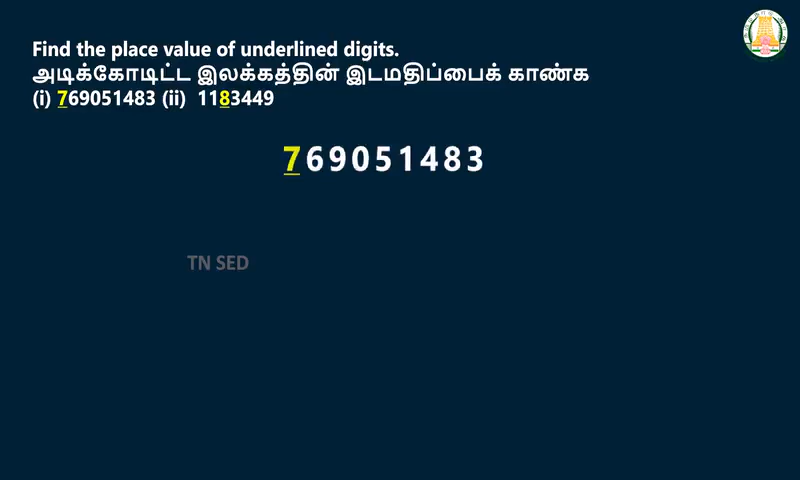 Find the place value of underlined digits.
அடிக்கோடிட்ட இலக்கத்தின் இடமதிப்பைக் காண்க
(i) 769051483 (ii) 1183449
769051483
TN SED